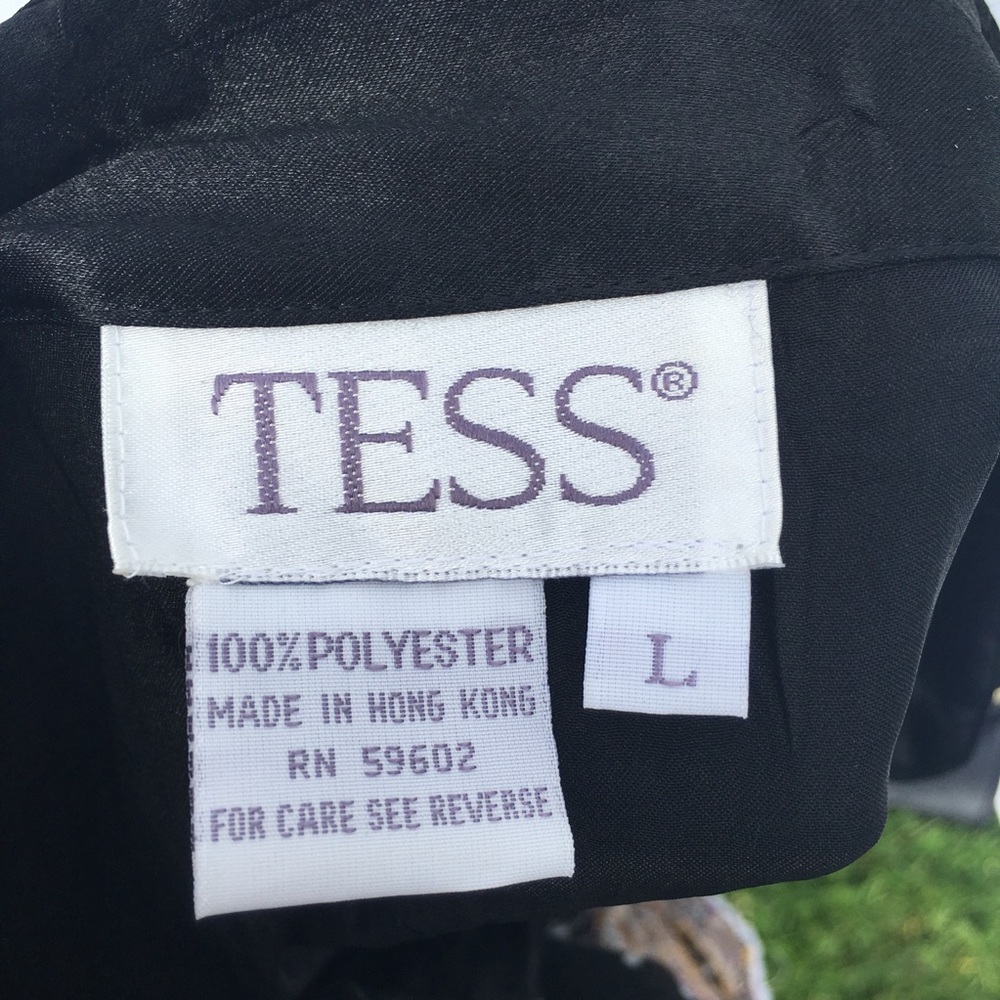 TESS®
100% POLYESTER
MADE IN HONG KONG
RN 59602
FOR CARE SEE REVERSE
L